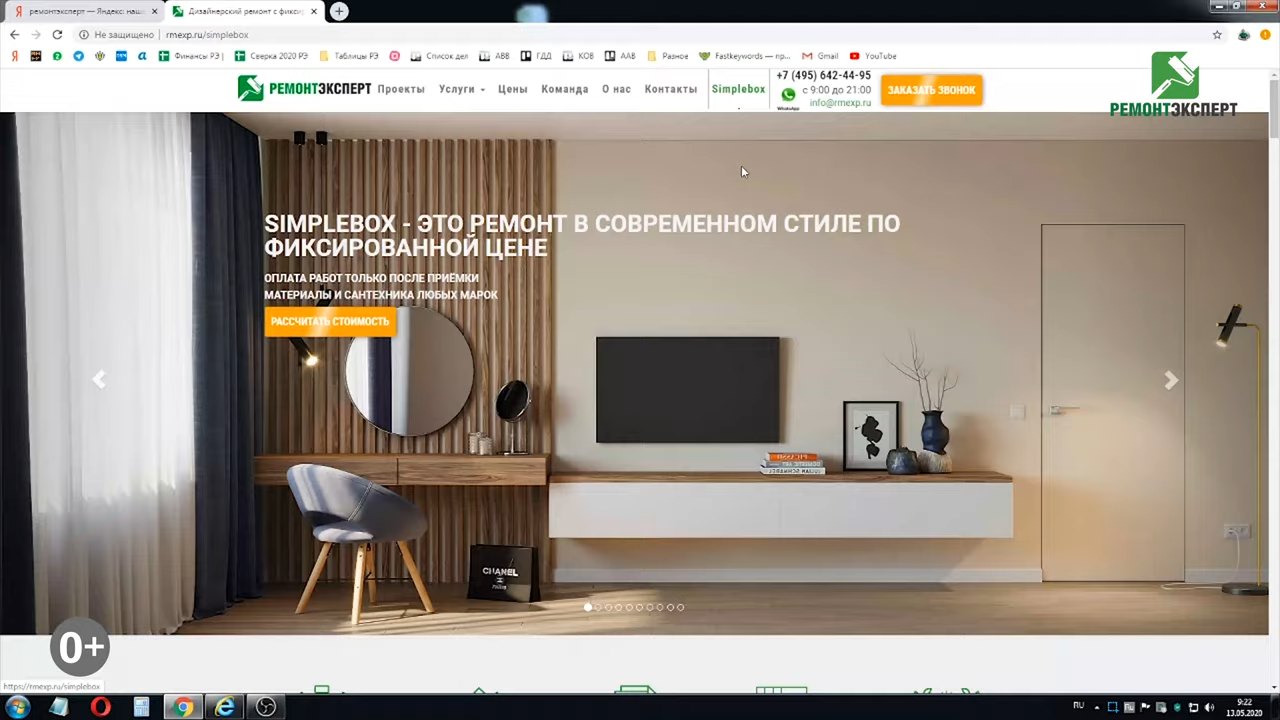 ремонтэксперт — Яндекс: наш
Дизайнерский ремонт с фикси
Не защищено
rmexp.ru/simplebox
Финансы РЭ
Сверка 2020 РЭ
Таблицы РЭ
Список дел
АВВ
ГДД
КОВ
ААВ
Разное
Fastkeywords — пр...
Gmail
YouTube
РЕМОНТЭКСПЕРТ
Проекты
Услуги
Цены
Команда
О нас
Контакты
Simplebox
WhatsApp
+7 (495) 642-44-95
с 9:00 до 21:00
info@rmexp.ru
ЗАКАЗАТЬ ЗВОНОК
РЕМОНТЭКСПЕРТ
SIMPLEBOX - ЭТО РЕМОНТ В СОВРЕМЕННОМ СТИЛЕ ПО
ФИКСИРОВАННОЙ ЦЕНЕ
ОПЛАТА РАБОТ ТОЛЬКО ПОСЛЕ ПРИЁМКИ
МАТЕРИАЛЫ И САНТЕХНИКА ЛЮБЫХ МАРОК
РАССЧИТАТЬ СТОИМОСТЬ
CHANEL
0+
https://rmexp.ru/simplebox
RU
9:22
13.05.2020